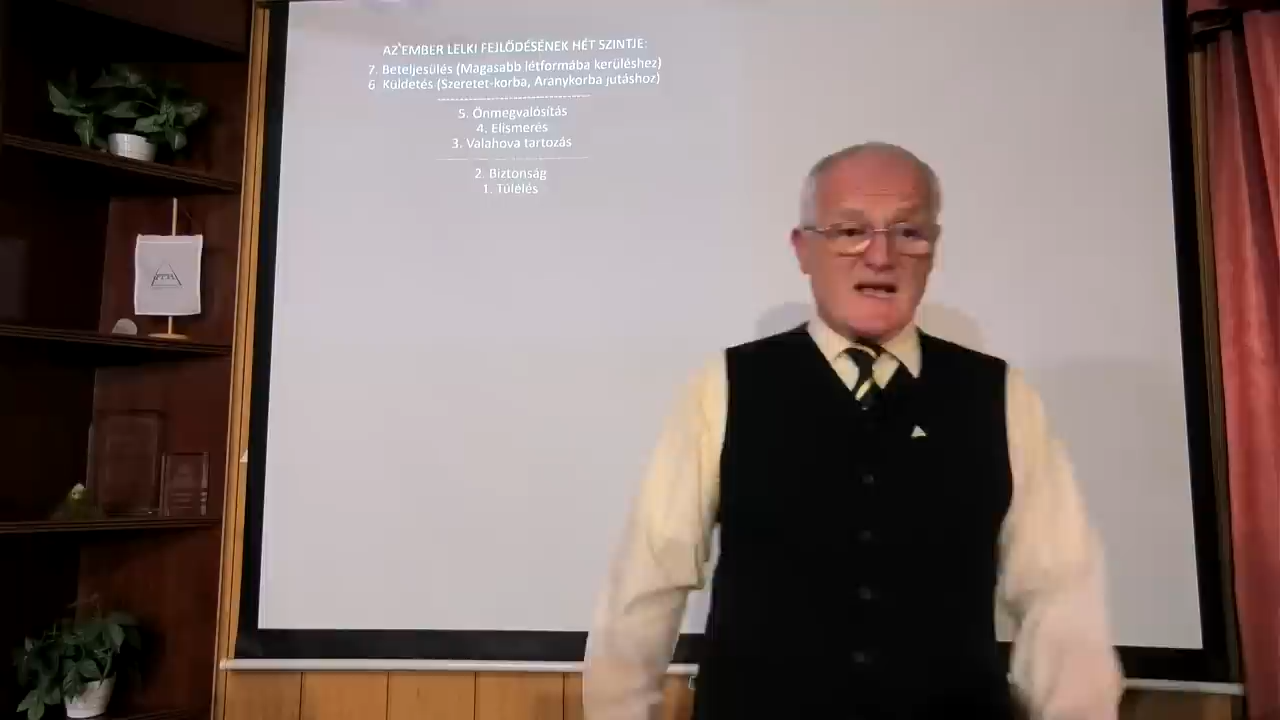 AZ EMBER LELKI FEJLŐDÉSÉNEK HÉT SZINTJE:
7. Beteljesülés (Magasabb létformába kerüléshez)
6 Küldetés (Szeretet-korba, Aranykorba jutáshoz)
5. Önmegvalósítás
4. Elismerés
3. Valahova tartozás
2. Biztonság
1. Túlélés